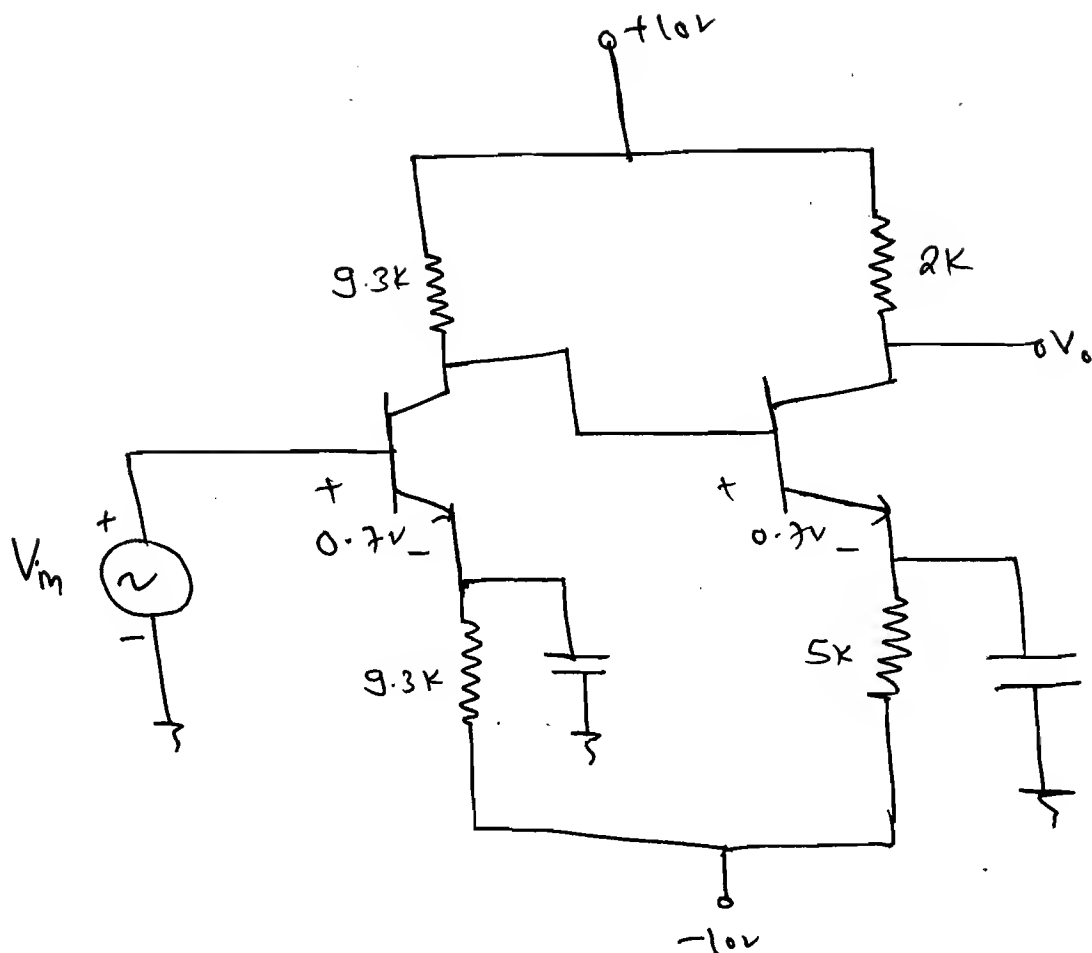 +10V
9.3K
2K
V₀
+
+
+
0.7V -
0.7V -
Vin
~
-
9.3K
5K
-10V